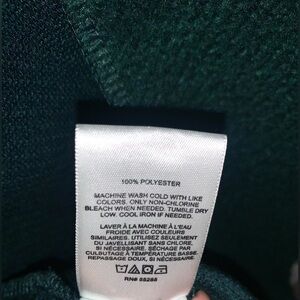 100% POLYESTER
MACHINE WASH COLD WITH LIKE
COLORS. ONLY NON-CHLORINE
BLEACH WHEN NEEDED. TUMBLE DRY
LOW. COOL IRON IF NEEDED.
LAVER À LA MACHINE À L'EAU
FROIDE AVEC COULEURS
SIMILAIRES. UTILISEZ SEULEMENT
DU JAVELLISANT SANS CHLORE
SI NÉCESSAIRE. SÉCHAGE PAR
CULBUTAGE À TEMPÉRATURE BASSE.
REPASSAGE DOUX, SI NÉCESSAIRE.
RN# 55285